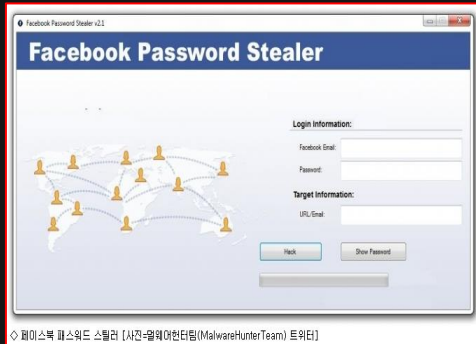 Facebook Password Stealer v2.1
Facebook Password Stealer
Login Information:
Facebook Email:
Password:
Target Information:
URL/Email:
Hack
Show Password
◇ 페이스북 패스워드 스틸러 [사진=멀웨어헌터팀(MalwareHunterTeam) 트위터]